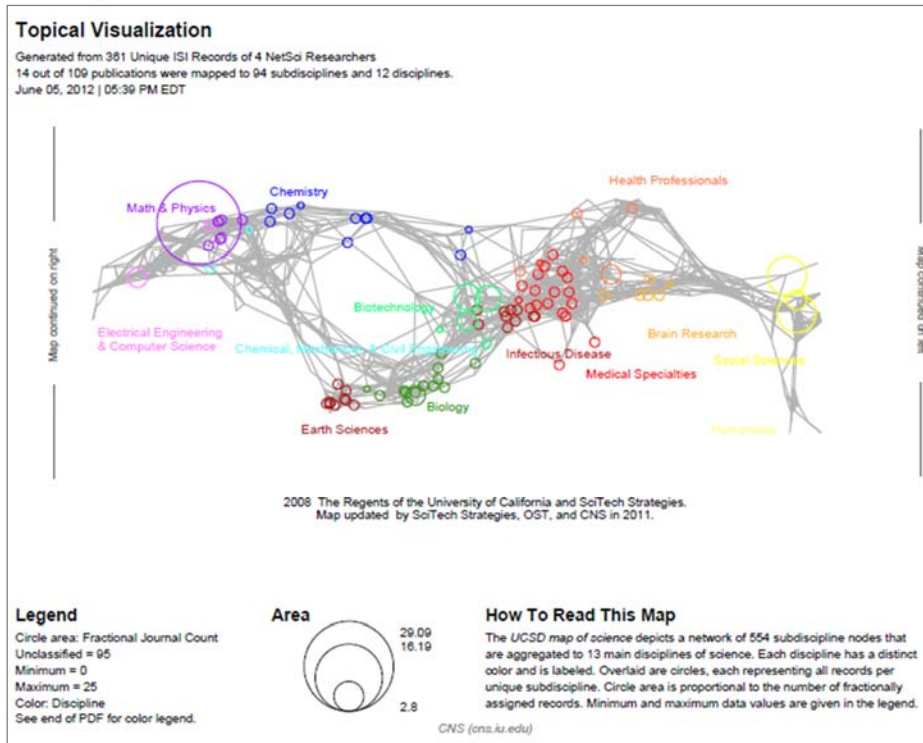 Topical Visualization
Generated from 361 Unique ISI Records of 4 NetSci Researchers
14 out of 109 publications were mapped to 94 subdisciplines and 12 disciplines.
June 05, 2012 | 05:39 PM EDT
Health Professionals
Chemistry
Math & Physics
Map continued on right
Map continued on left
Biotechnology
Electrical Engineering
& Computer Science
Brain Research
Chemical, Mechanical, & Civil Engineering
Infectious Disease
Social Sciences
Medical Specialties
Biology
Earth Sciences
Humanities
2008 The Regents of the University of California and SciTech Strategies.
Map updated by SciTech Strategies, OST, and CNS in 2011.
Legend
Circle area: Fractional Journal Count
Unclassified = 95
Minimum = 0
Maximum = 25
Color: Discipline
See end of PDF for color legend.
Area
29.09
16.19
2.8
How To Read This Map
The UCSD map of science depicts a network of 554 subdiscipline nodes that
are aggregated to 13 main disciplines of science. Each discipline has a distinct
color and is labeled. Overlaid are circles, each representing all records per
unique subdiscipline. Circle area is proportional to the number of fractionally
assigned records. Minimum and maximum data values are given in the legend.
CNS (cns.iu.edu)